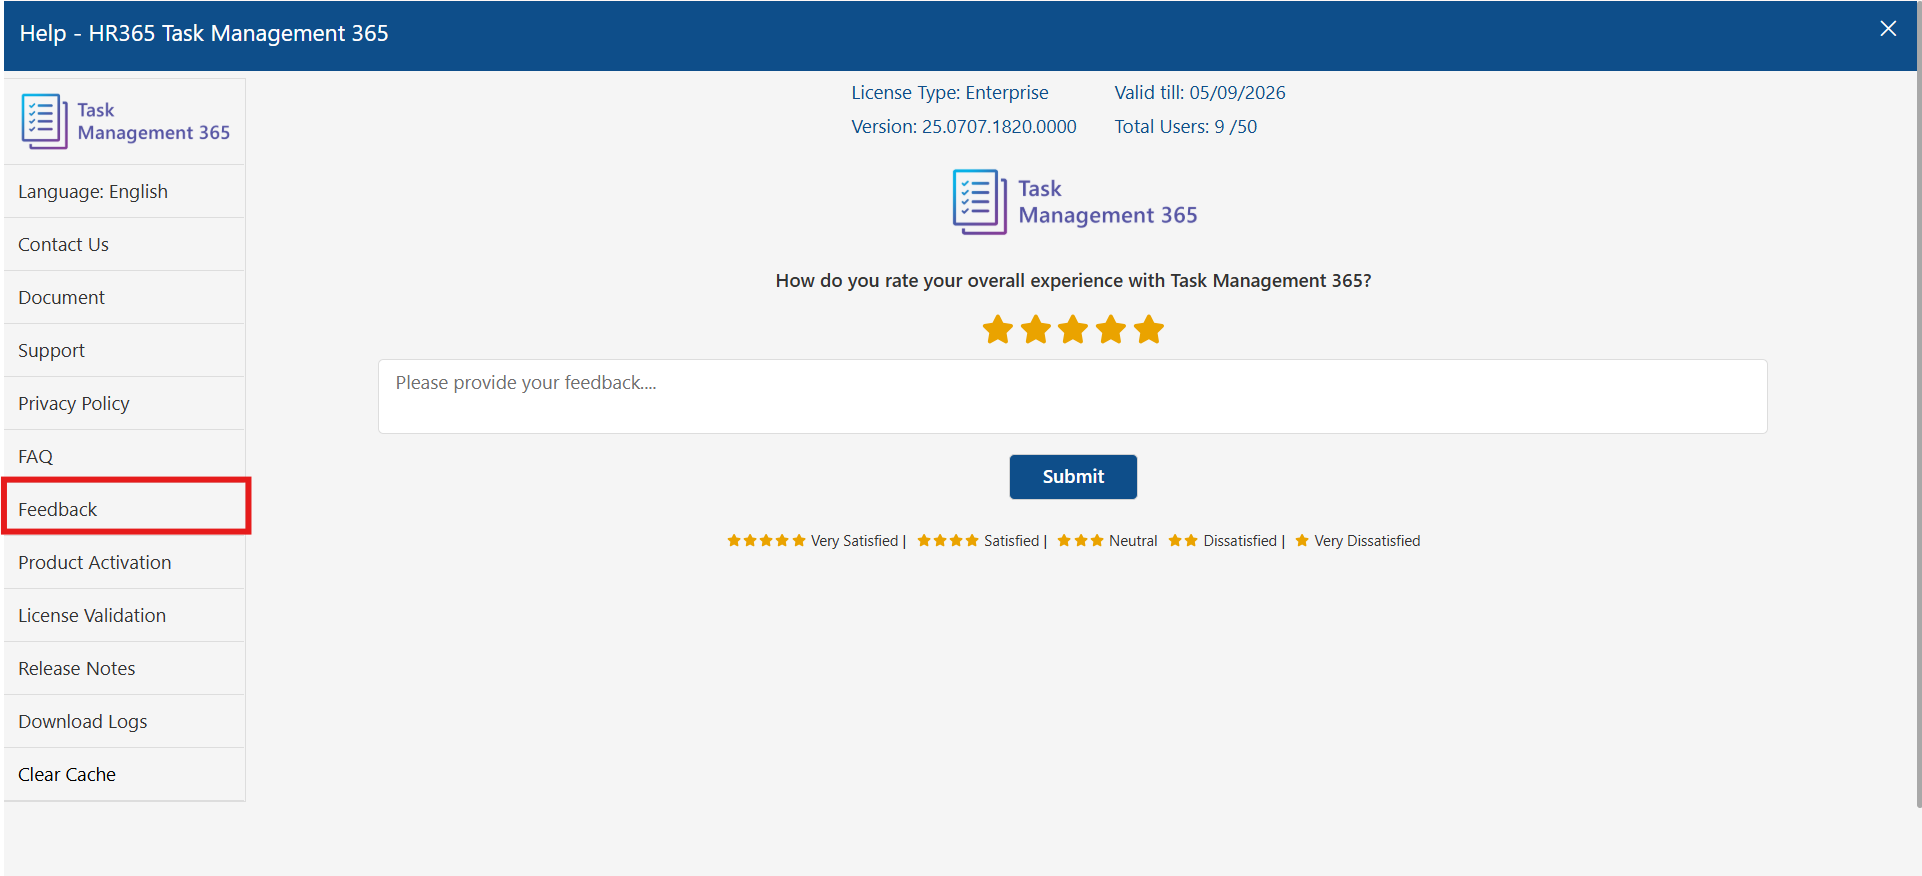 Help - HR365 Task Management 365
Task
Management 365
Language: English
Contact Us
Document
Support
Privacy Policy
FAQ
Feedback
Product Activation
License Validation
Release Notes
Download Logs
Clear Cache
License Type: Enterprise Valid till: 05/09/2026
Version: 25.0707.1820.0000 Total Users: 9 /50
Task
Management 365
How do you rate your overall experience with Task Management 365?
Please provide your feedback....
Submit
Very Satisfied | Satisfied | Neutral Dissatisfied | Very Dissatisfied